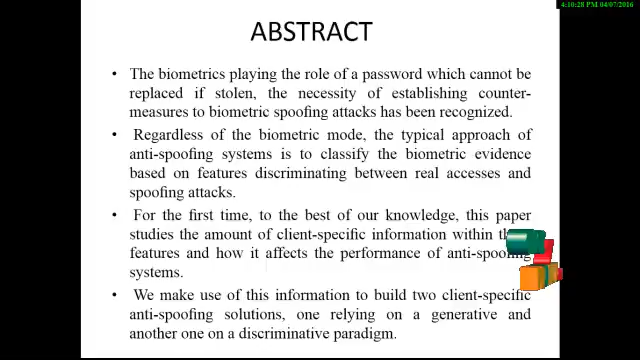 4:10:28 PM 04/07/2016
ABSTRACT
• The biometrics playing the role of a password which cannot be
replaced if stolen, the necessity of establishing counter-
measures to biometric spoofing attacks has been recognized.
• Regardless of the biometric mode, the typical approach of
anti-spoofing systems is to classify the biometric evidence
based on features discriminating between real accesses and
spoofing attacks.
• For the first time, to the best of our knowledge, this paper
studies the amount of client-specific information within
features and how it affects the performance of anti-spoofing
systems.
• We make use of this information to build two client-specific
anti-spoofing solutions, one relying on a generative and
another one on a discriminative paradigm.